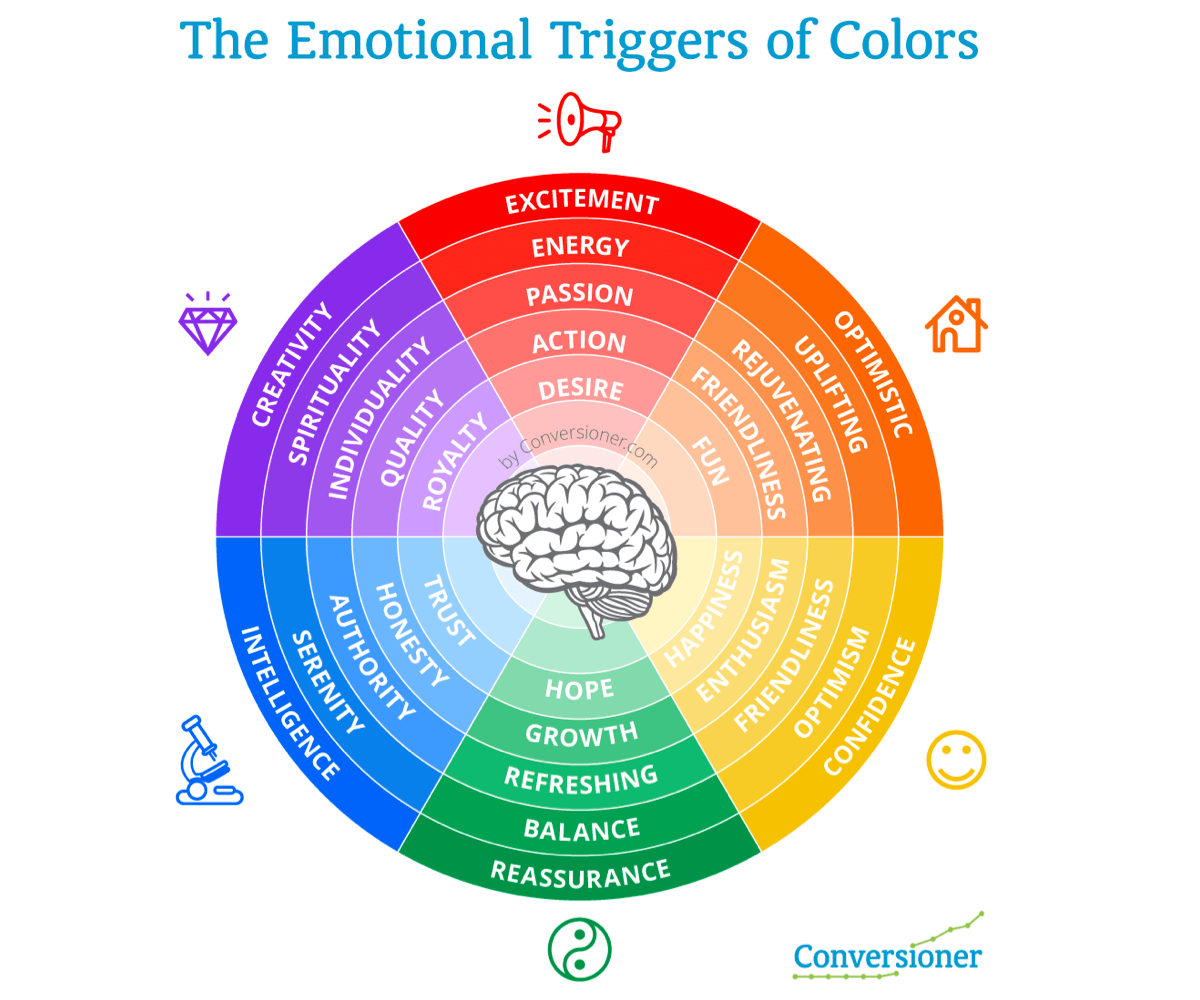 The Emotional Triggers of Colors
EXCITEMENT
ENERGY
PASSION
ACTION
DESIRE
OPTIMISTIC
UPLIFTING
REJUVENATING
FRIENDLINESS
FUN
CONFIDENCE
OPTIMISM
FRIENDLINESS
ENTHUSIASM
HAPPINESS
HOPE
GROWTH
REFRESHING
BALANCE
REASSURANCE
INTELLIGENCE
SERENITY
AUTHORITY
HONESTY
TRUST
CREATIVITY
SPIRITUALITY
INDIVIDUALITY
QUALITY
ROYALTY
by Conversioner.com
Conversioner